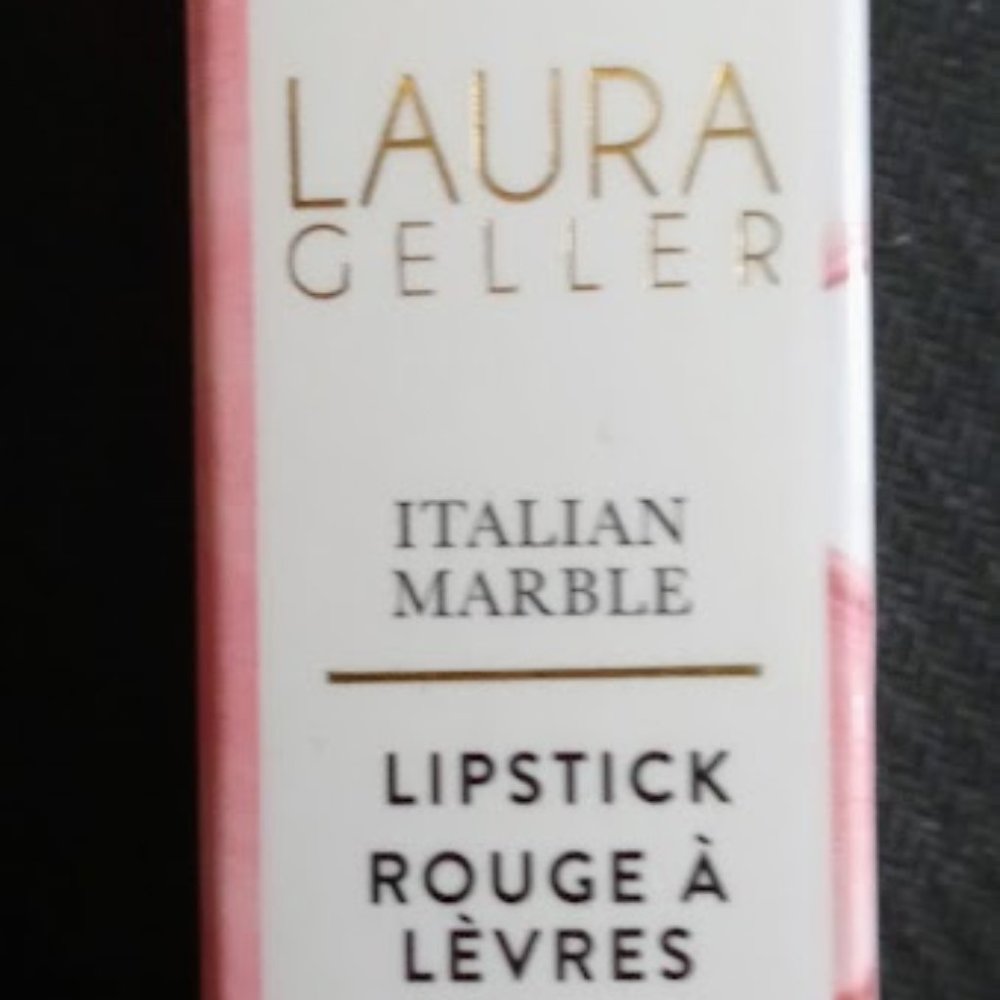 LAURA
GELLER
ITALIAN
MARBLE
LIPSTICK
ROUGE À
LÈVRES